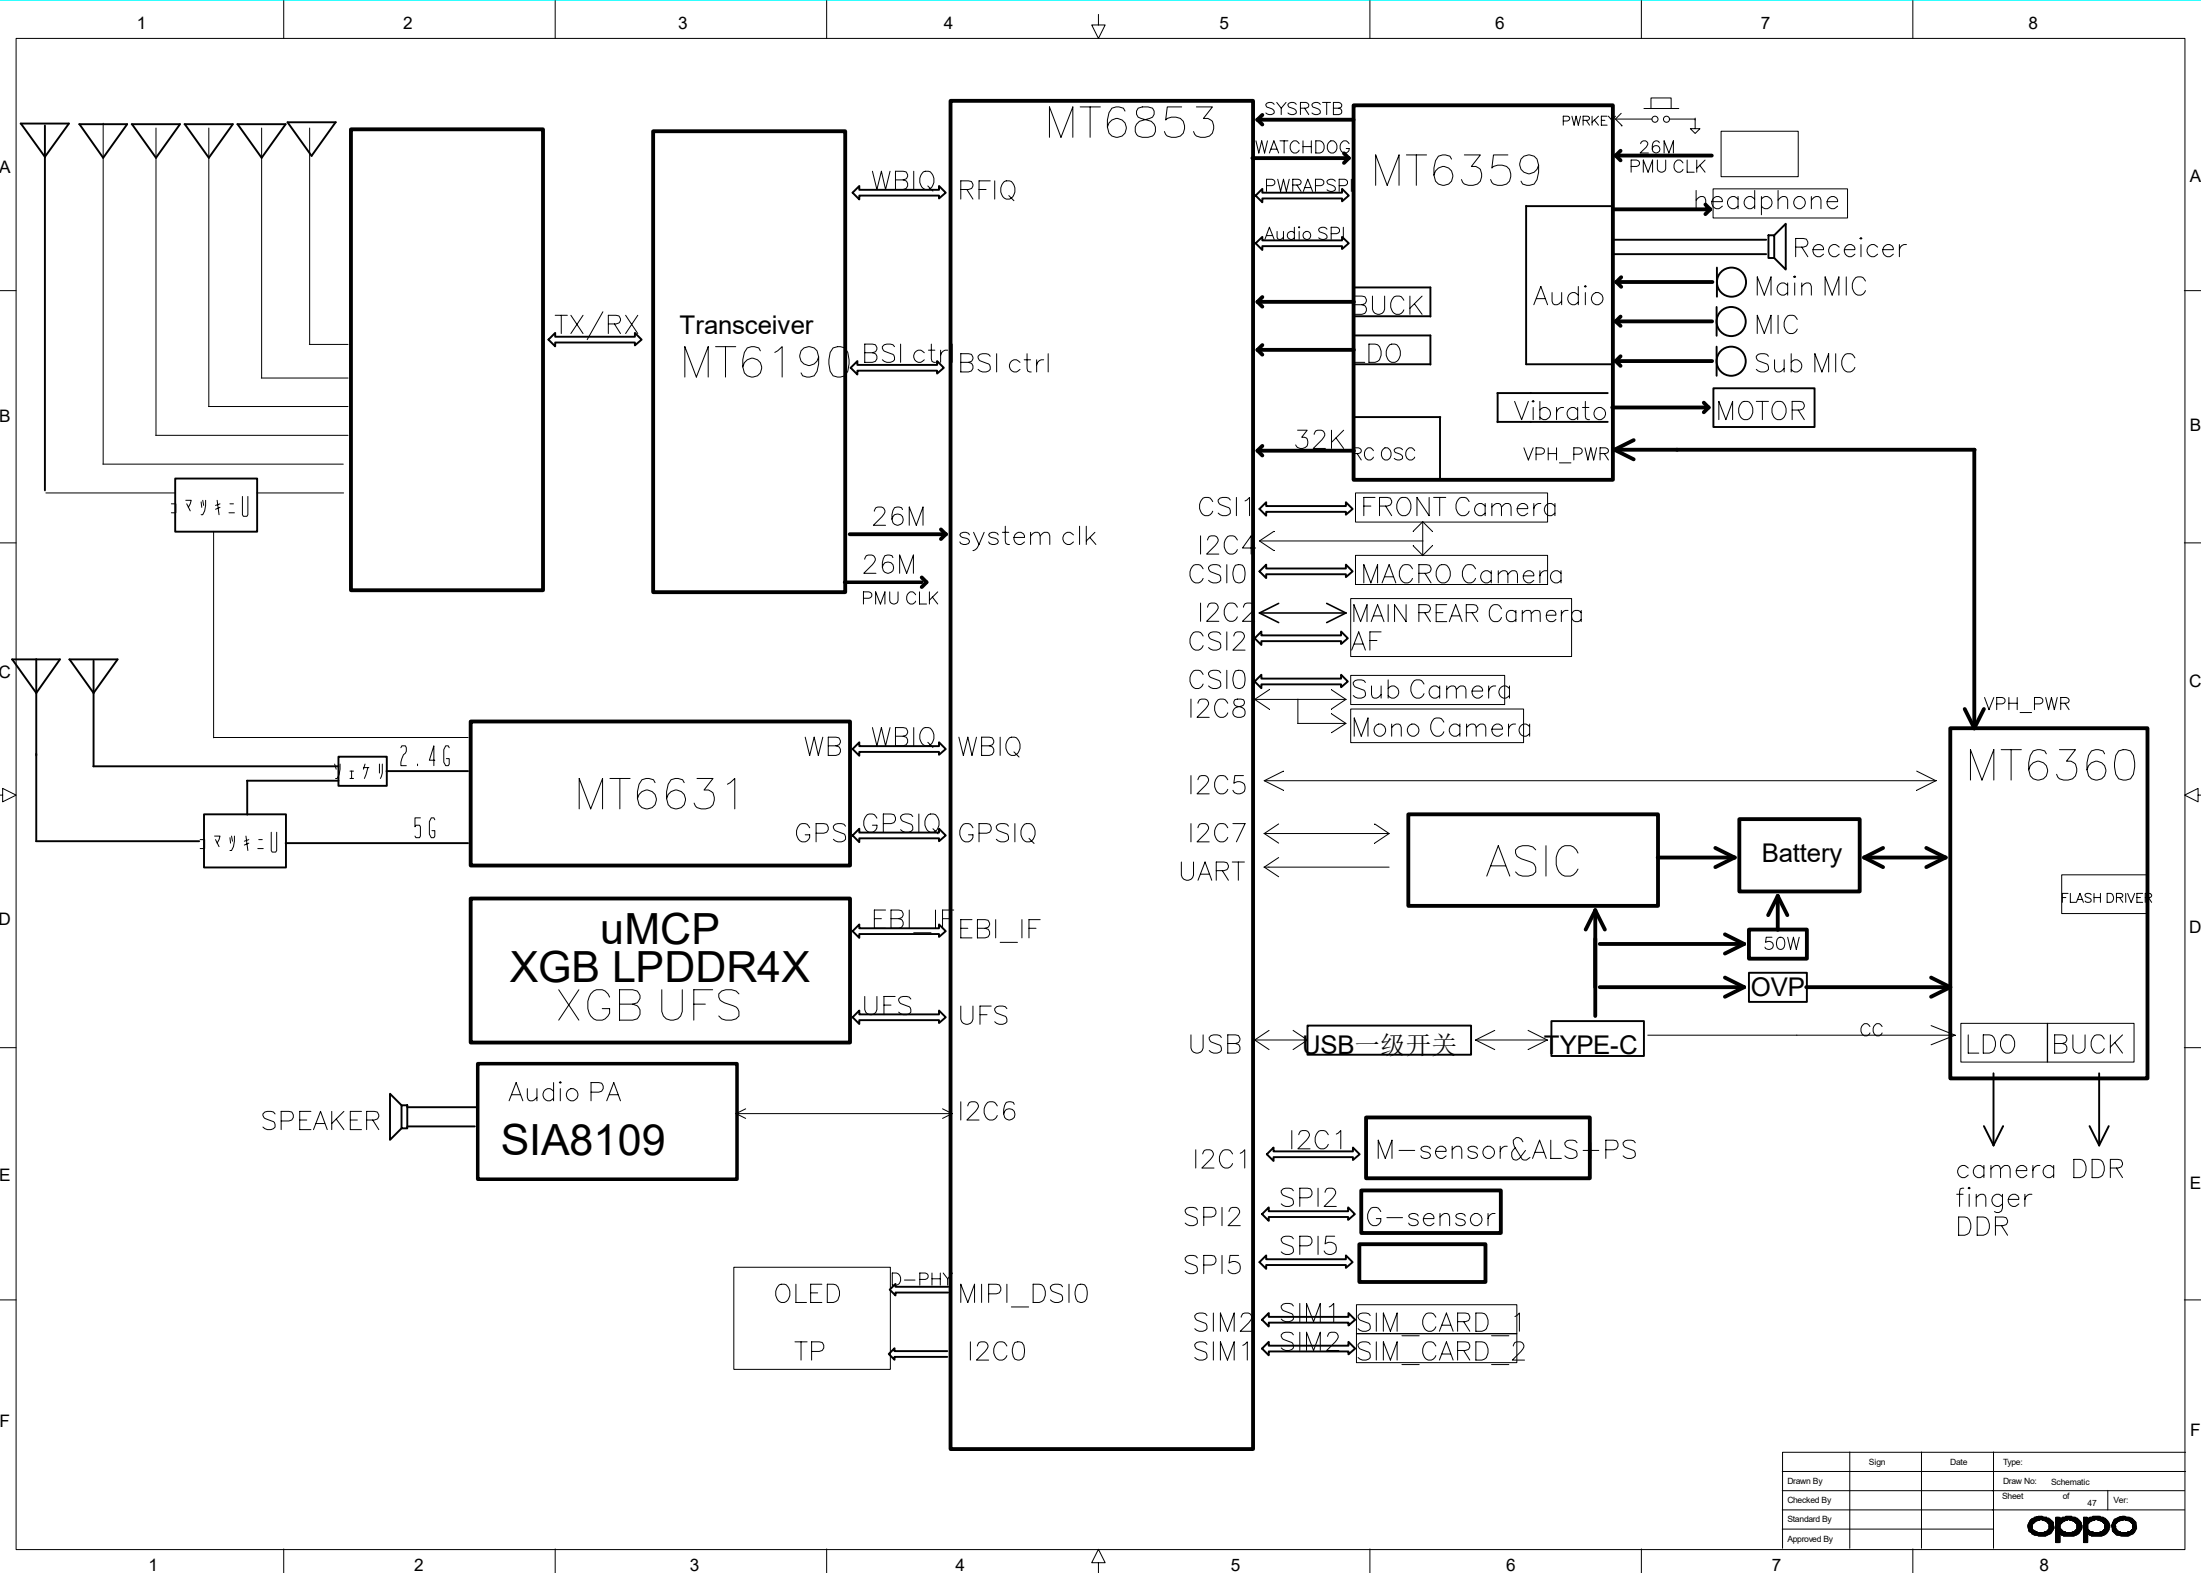 1 2 3 4 5 6 7 8
A
A
B
B
C
C
D
D
E
E
F
F
MT6853
RFIQ
BSI ctrl
system clk
WBIQ
GPSIQ
EBI_IF
UFS
I2C6
MIPI_DSI0
I2C0
TX/RX
Transceiver
MT6190
WBIQ
BSI ctrl
26M
26M
PMU CLK
2.4G
5G
MT6631
WB
GPS
WBIQ
GPSIQ
uMCP
XGB LPDDR4X
XGB UFS
EBI_IF
UFS
Audio PA
SIA8109
SPEAKER
OLED
TP
D-PHY
SYSRSTB
WATCHDOG
PWRAPSPI
Audio SPI
32K
MT6359
PWRKEY
BUCK
LDO
RC OSC
Audio
Vibrato
VPH_PWR
26M
PMU CLK
headphone
Receicer
Main MIC
MIC
Sub MIC
MOTOR
CSI1
FRONT Camera
I2C4
CSI0
MACRO Camera
I2C2
MAIN REAR Camera
CSI2
AF
CSI0
Sub Camera
I2C8
Mono Camera
VPH_PWR
MT6360
I2C5
I2C7
UART
ASIC
Battery
FLASH DRIVER
50W
OVP
USB
USB一级开关
TYPE-C
CC
LDO
BUCK
camera
finger
DDR
DDR
I2C1
I2C1
M-sensor&ALS-PS
SPI2
SPI2
G-sensor
SPI5
SPI5
SIM2
SIM1
SIM_CARD_1
SIM1
SIM2
SIM_CARD_2
Sign Date Type:
Drawn By Draw No: Schematic
Checked By Sheet of 47 Ver:
Standard By
Approved By
oppo
1 2 3 4 5 6 7 8